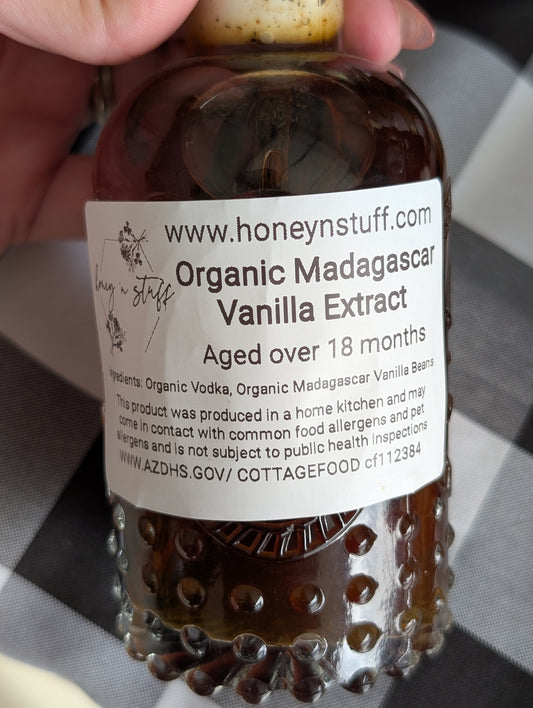 www.honeynstuff.com
honey 'n stuff
Organic Madagascar
Vanilla Extract
Aged over 18 months
Ingredients: Organic Vodka, Organic Madagascar Vanilla Beans
This product was produced in a home kitchen and may
come in contact with common food allergens and pet
allergens and is not subject to public health inspections
WWW.AZDHS.GOV/ COTTAGEFOOD cf112384